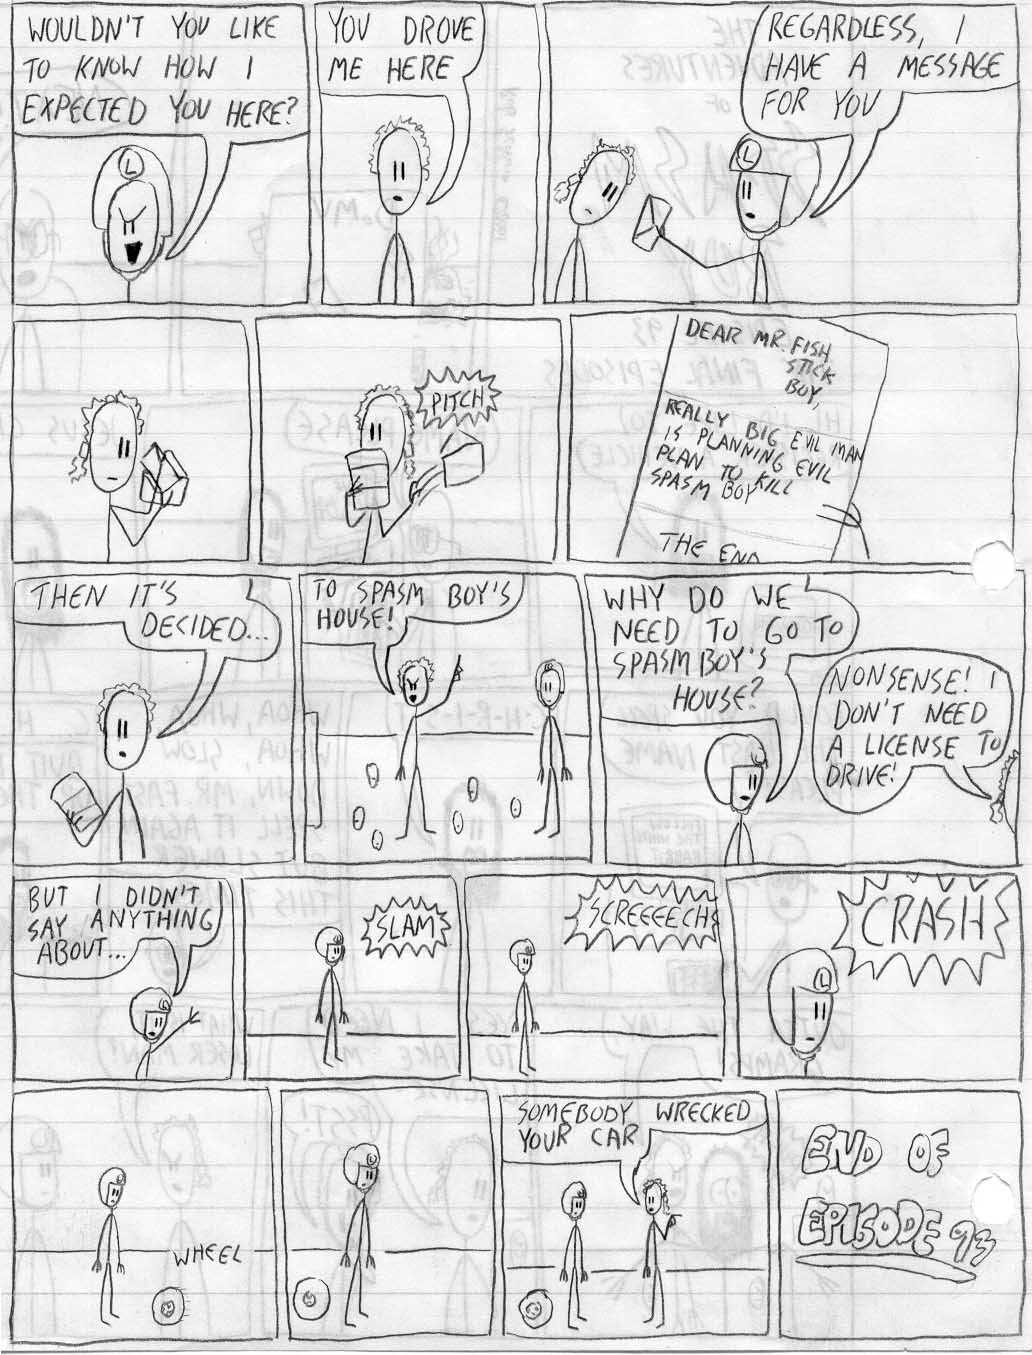 WOULDN'T YOU LIKE
TO KNOW HOW I
EXPECTED YOU HERE?
L
YOU DROVE
ME HERE
REGARDLESS, I
HAVE A MESSAGE
FOR YOU
L
PITCH
DEAR MR. FISH
STICK
BOY,
REALLY BIG EVIL MAN
IS PLANNING EVIL
PLAN TO KILL
SPASM BOY
THE END
THEN IT'S
DECIDED...
TO SPASM BOY'S
HOUSE!
WHY DO WE
NEED TO GO TO
SPASM BOY'S
HOUSE?
NONSENSE! I
DON'T NEED
A LICENSE TO
DRIVE!
BUT I DIDN'T
SAY ANYTHING
ABOUT...
SLAM
SCREEEECH
CRASH
L
WHEEL
L
SOMEBODY WRECKED
YOUR CAR
END OF
EPISODE 93